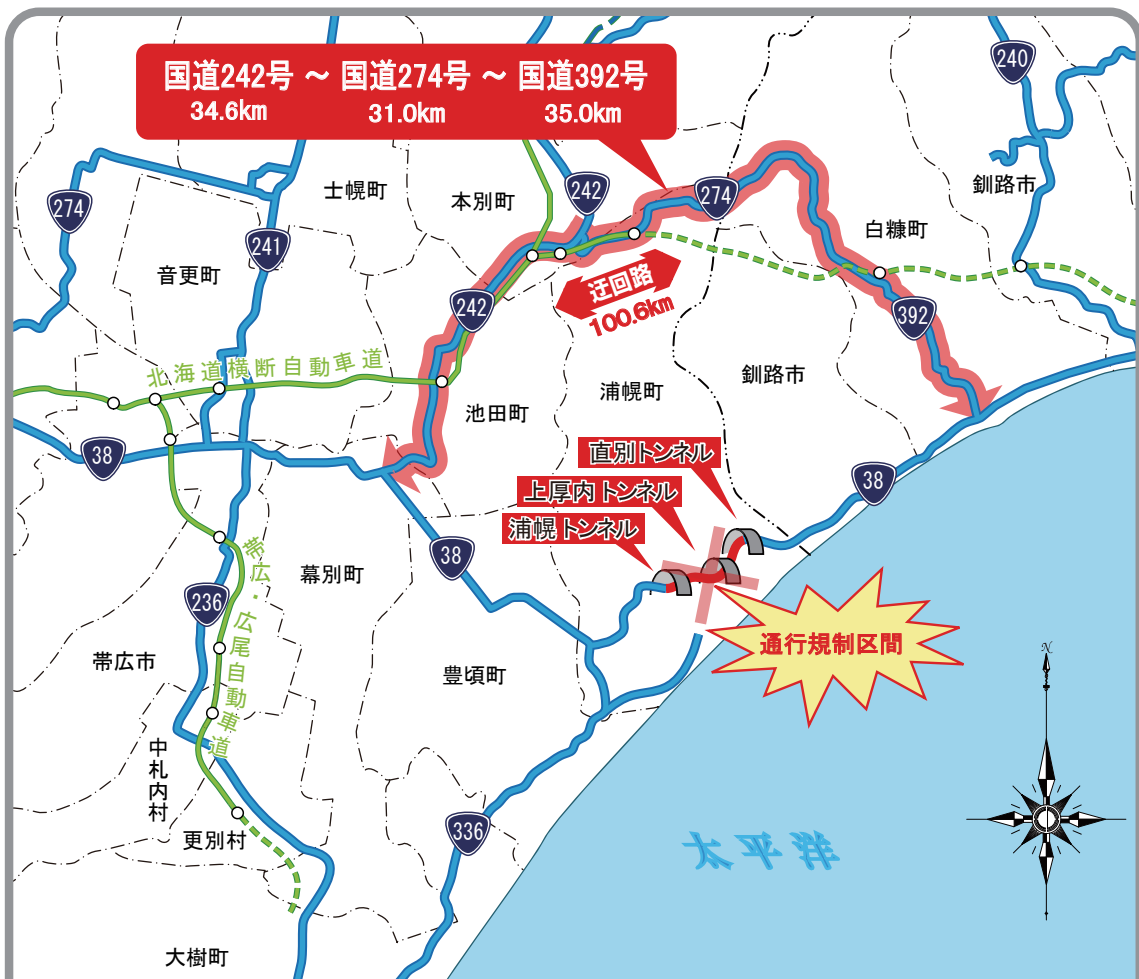 国道242号 ～ 国道274号 ～ 国道392号
34.6km 31.0km 35.0km
240
274
士幌町
本別町
242
274
釧路市
241
音更町
白糠町
迂回路
100.6km
242
392
北海道横断自動車道
池田町
浦幌町
釧路市
38
直別トンネル
38
上厚内トンネル
浦幌トンネル
38
幕別町
帯広・広尾自動車道
236
通行規制区間
帯広市
豊頃町
N
中札内村
更別村
336
太平洋
大樹町